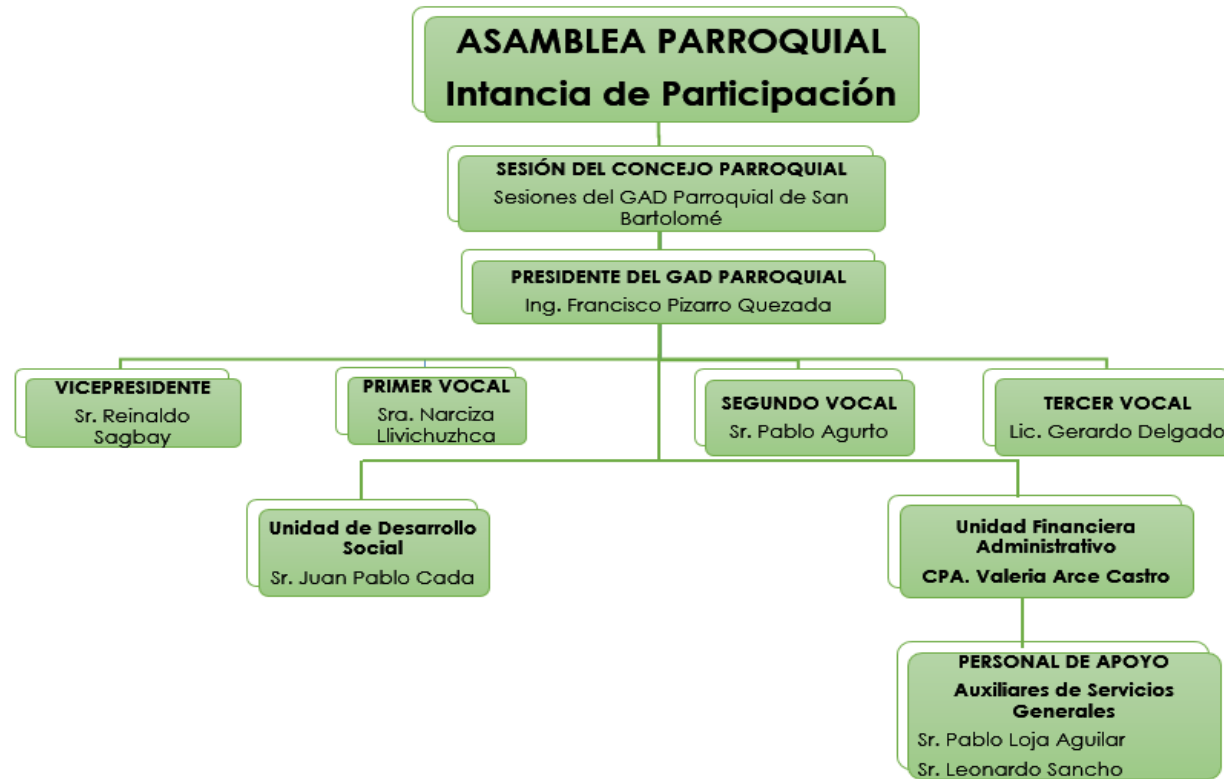 ASAMBLEA PARROQUIAL
Intancia de Participación
SESIÓN DEL CONCEJO PARROQUIAL
Sesiones del GAD Parroquial de San
Bartolomé
PRESIDENTE DEL GAD PARROQUIAL
Ing. Francisco Pizarro Quezada
VICEPRESIDENTE
Sr. Reinaldo
Sagbay
PRIMER VOCAL
Sra. Narciza
Llivichuzhca
SEGUNDO VOCAL
Sr. Pablo Agurto
TERCER VOCAL
Lic. Gerardo Delgado
Unidad de Desarrollo
Social
Sr. Juan Pablo Cada
Unidad Financiera
Administrativo
CPA. Valeria Arce Castro
PERSONAL DE APOYO
Auxiliares de Servicios
Generales
Sr. Pablo Loja Aguilar
Sr. Leonardo Sancho